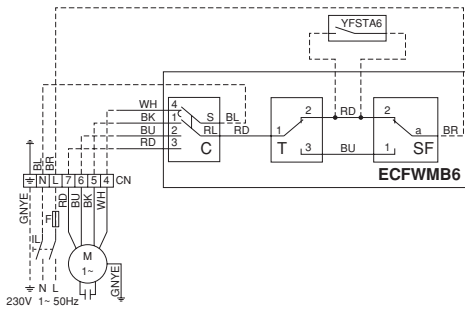 YFSTA6
WH 4 S BL
BK 1
BU 2 RL RD
RD 3
C
1 2 RD 2 a BR
3 BU 1
T SF
ECFWMB6
BL BR
⏚ N L 7 6 5 4 CN
GNYE RD BU BK WH
F
IL
M
1~
GNYE
N L
230V 1~ 50Hz